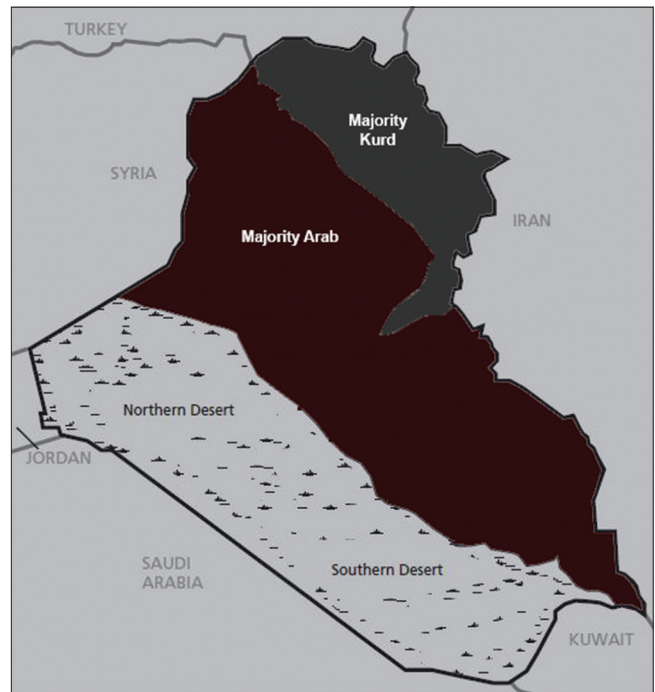 TURKEY
Majority
Kurd
SYRIA
IRAN
Majority Arab
Northern Desert
JORDAN
Southern Desert
SAUDI
ARABIA
KUWAIT